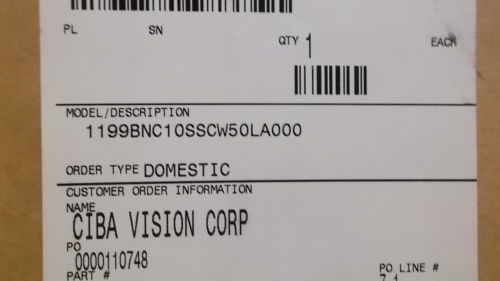 PL SN
QTY 1 EACH
MODEL/DESCRIPTION
1199BNC10SSCW50LA000
ORDER TYPE DOMESTIC
CUSTOMER ORDER INFORMATION
NAME
CIBA VISION CORP
PO
0000110748
PART # PO LINE #